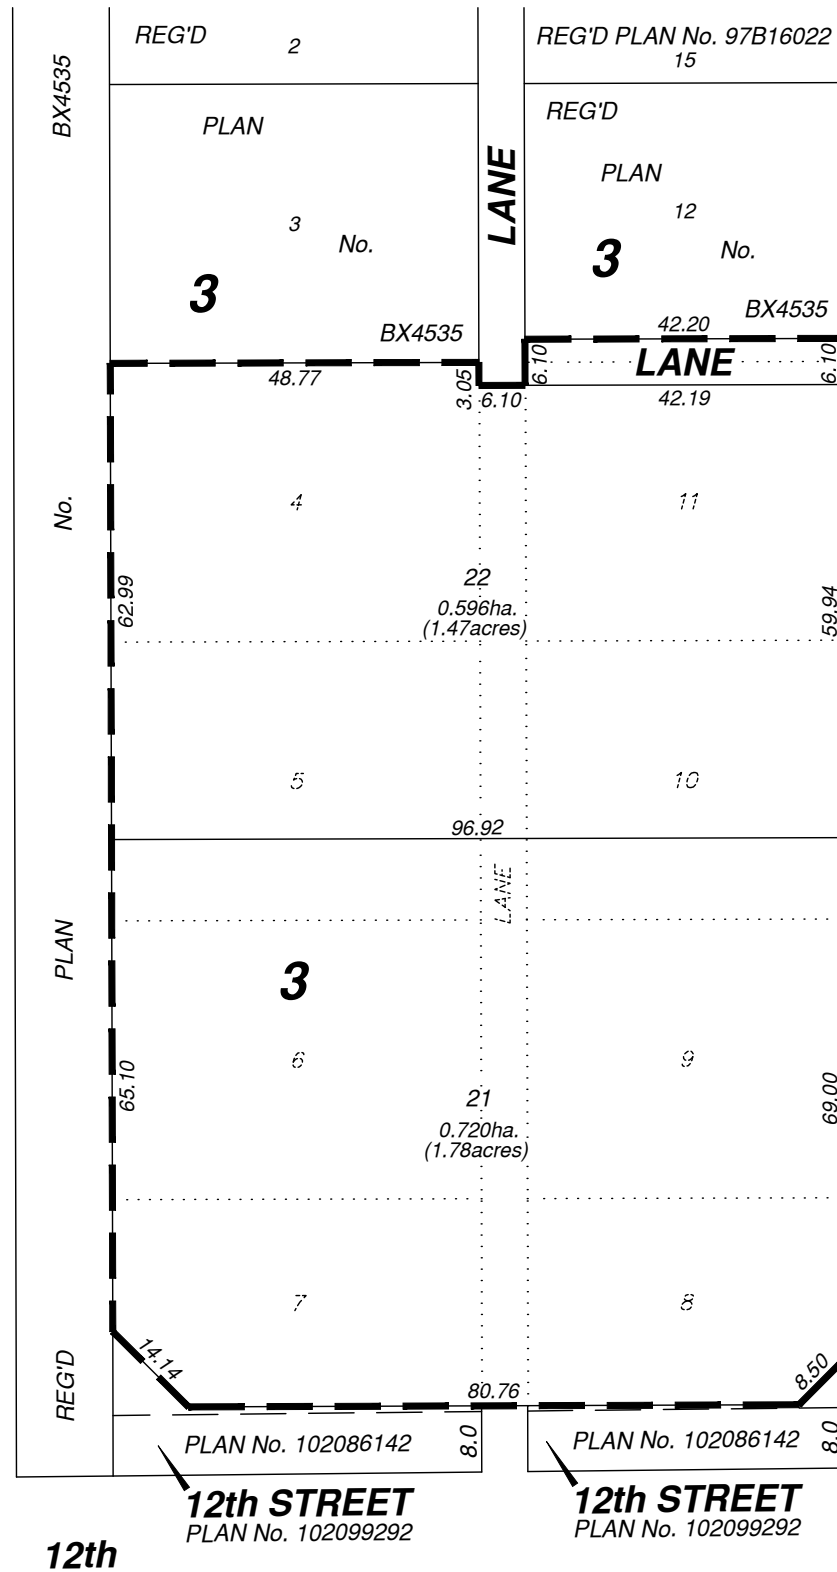 REG'D
2
REG'D PLAN No. 97B16022
15
BX4535
PLAN
REG'D
LANE
PLAN
3
No.
12
No.
3
3
BX4535
BX4535
42.20
48.77
3.05
6.10
6.10
LANE
6.10
42.19
No.
4
11
62.99
22
0.596ha.
(1.47acres)
59.94
5
10
96.92
LANE
PLAN
3
6
9
65.10
21
0.720ha.
(1.78acres)
69.00
7
8
REG'D
14.14
80.76
8.50
PLAN No. 102086142
8.0
PLAN No. 102086142
8.0
12th STREET
PLAN No. 102099292
12th STREET
PLAN No. 102099292
12th